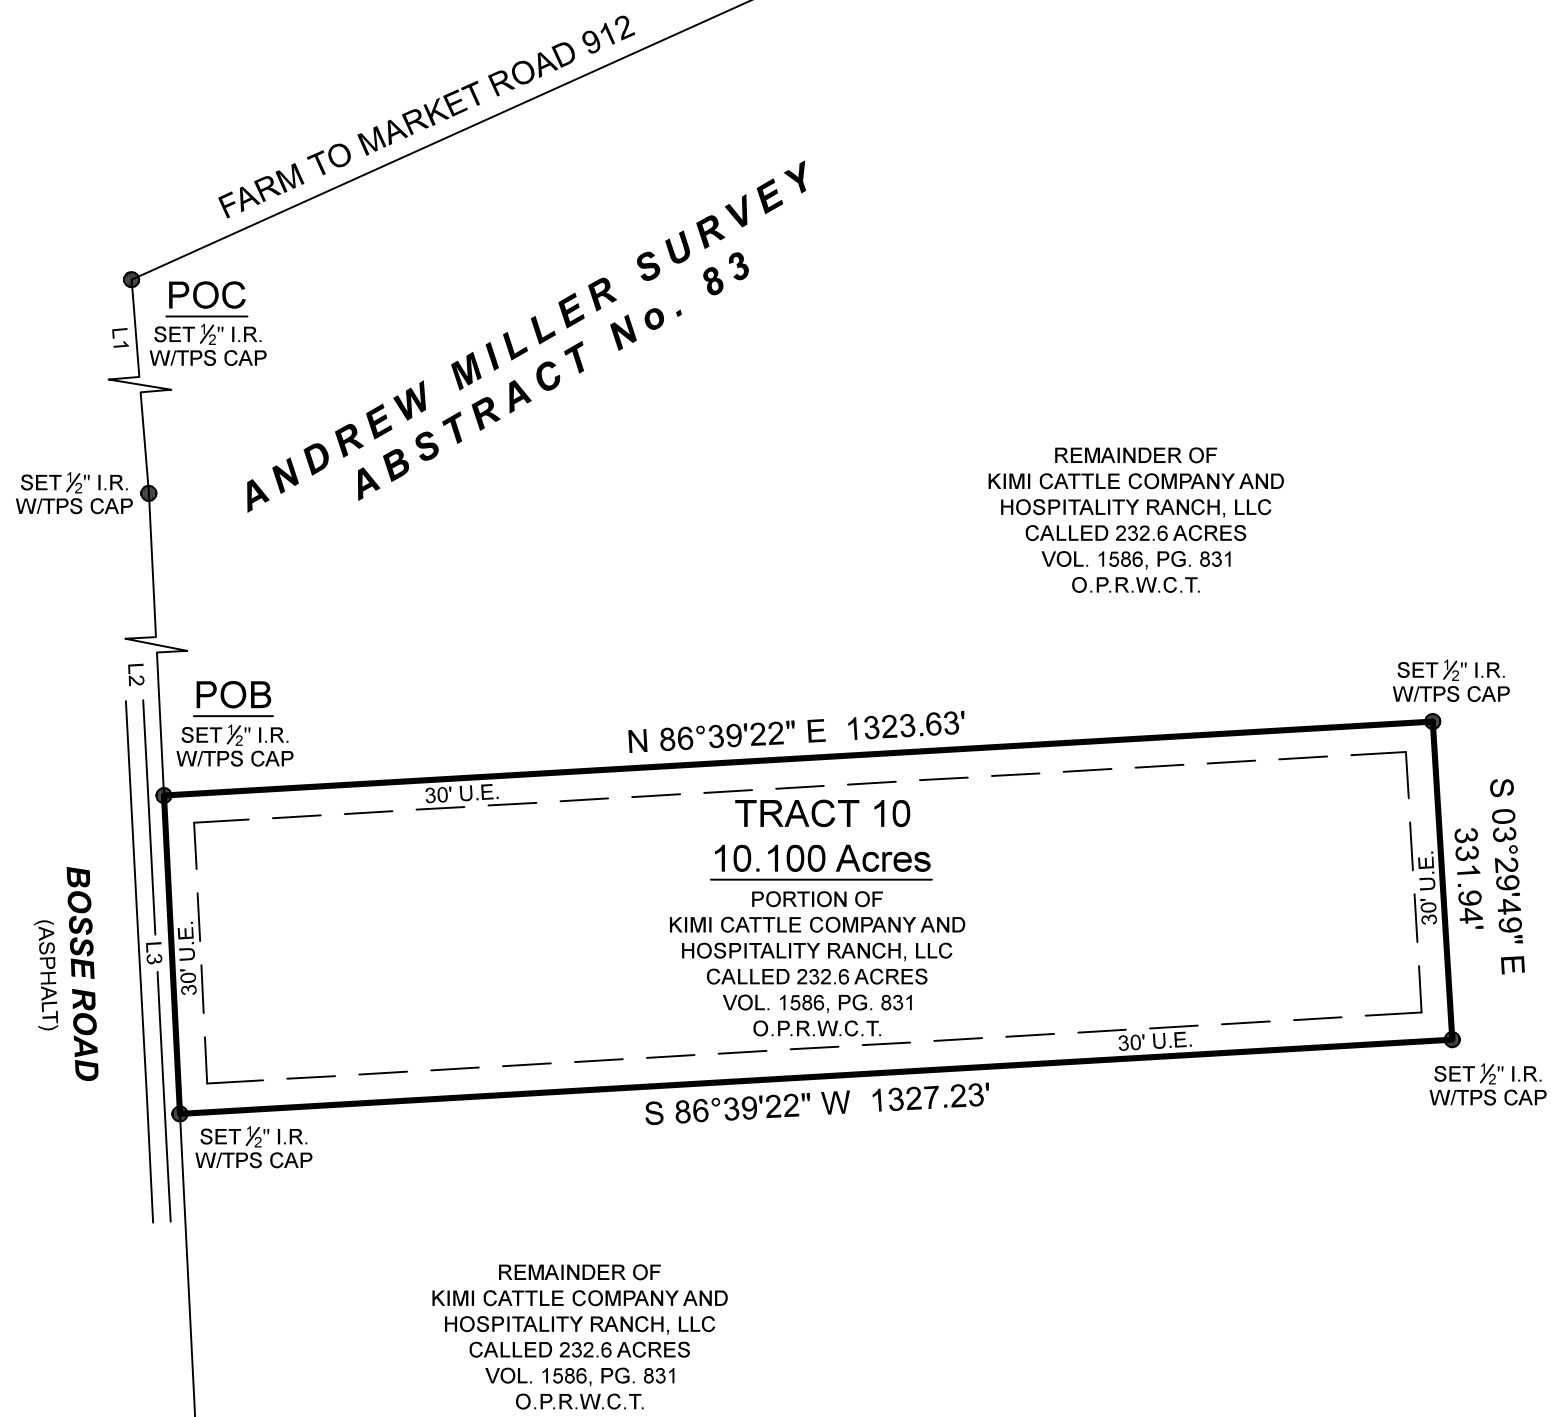 FARM TO MARKET ROAD 912
ANDREW MILLER SURVEY
ABSTRACT No. 83
POC
SET ½" I.R.
W/TPS CAP
L1
SET ½" I.R.
W/TPS CAP
REMAINDER OF
KIMI CATTLE COMPANY AND
HOSPITALITY RANCH, LLC
CALLED 232.6 ACRES
VOL. 1586, PG. 831
O.P.R.W.C.T.
L2
POB
SET ½" I.R.
W/TPS CAP
SET ½" I.R.
W/TPS CAP
N 86°39'22" E 1323.63'
30' U.E.
TRACT 10
10.100 Acres
PORTION OF
KIMI CATTLE COMPANY AND
HOSPITALITY RANCH, LLC
CALLED 232.6 ACRES
VOL. 1586, PG. 831
O.P.R.W.C.T.
S 03°29'49" E
331.94'
30' U.E.
BOSSE ROAD
(ASPHALT)
L3
30' U.E.
30' U.E.
S 86°39'22" W 1327.23'
SET ½" I.R.
W/TPS CAP
SET ½" I.R.
W/TPS CAP
REMAINDER OF
KIMI CATTLE COMPANY AND
HOSPITALITY RANCH, LLC
CALLED 232.6 ACRES
VOL. 1586, PG. 831
O.P.R.W.C.T.